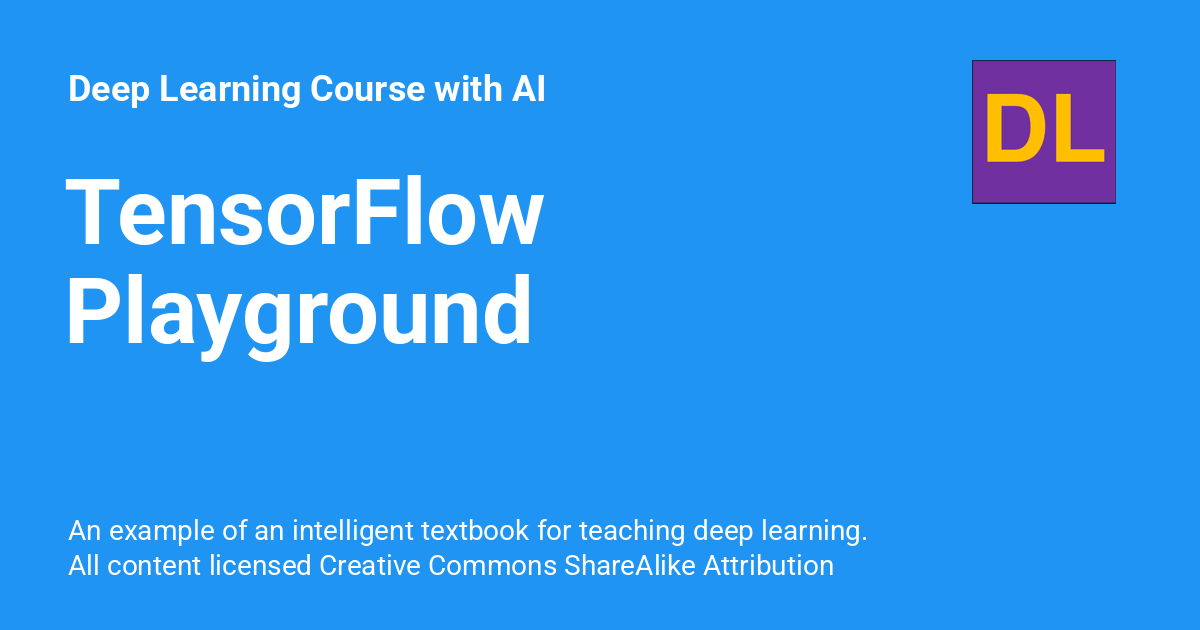 Deep Learning Course with AI
DL
TensorFlow
Playground
An example of an intelligent textbook for teaching deep learning.
All content licensed Creative Commons ShareAlike Attribution